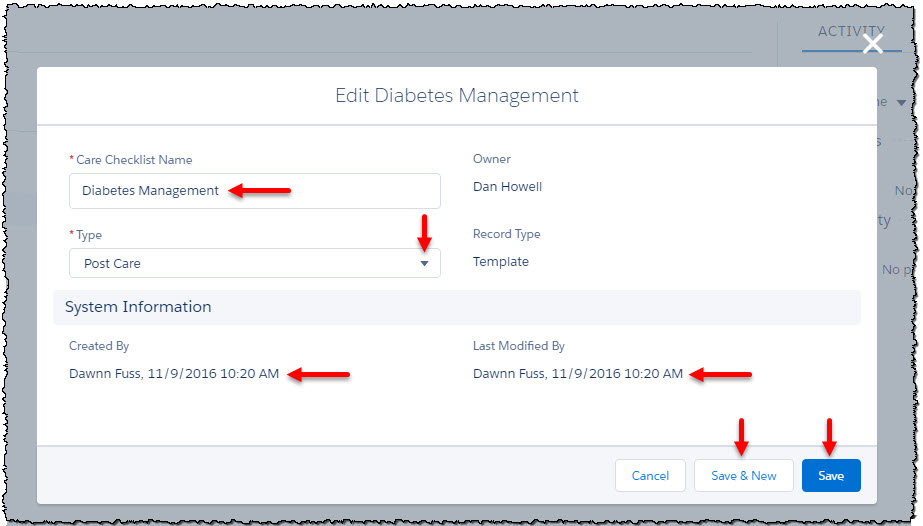 ACTIVITY
Edit Diabetes Management
* Care Checklist Name
Owner
Diabetes Management
Dan Howell
* Type
Record Type
Post Care
Template
System Information
Created By
Last Modified By
Dawnn Fuss, 11/9/2016 10:20 AM
Dawnn Fuss, 11/9/2016 10:20 AM
Cancel
Save & New
Save